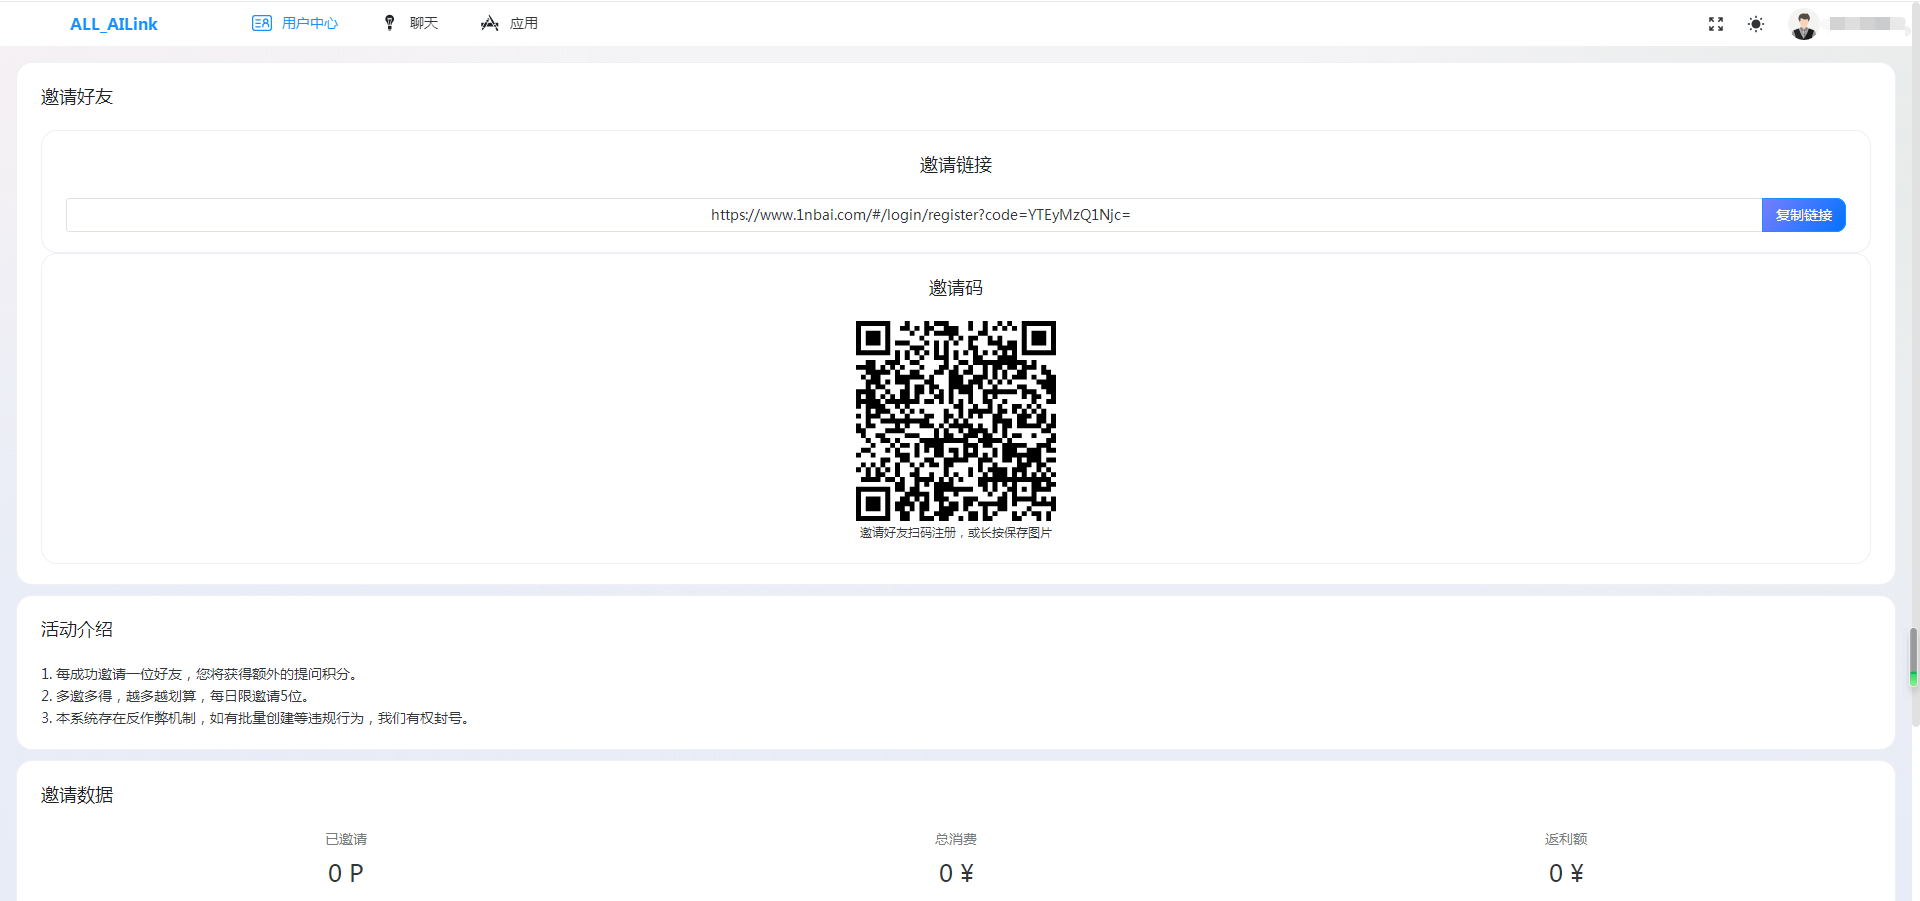 ALL_AILink
用户中心
聊天
应用
邀请好友
邀请链接
https://www.1nbai.com/#/login/register?code=YTEyMzQ1Njc=
复制链接
邀请码
邀请好友扫码注册，或长按保存图片
活动介绍
1. 每成功邀请一位好友，您将获得额外的提问积分。
2. 多邀多得，越多越划算，每日限邀请5位。
3. 本系统存在反作弊机制，如有批量创建等违规行为，我们有权封号。
邀请数据
已邀请
0 P
总消费
0 ¥
返利额
0 ¥